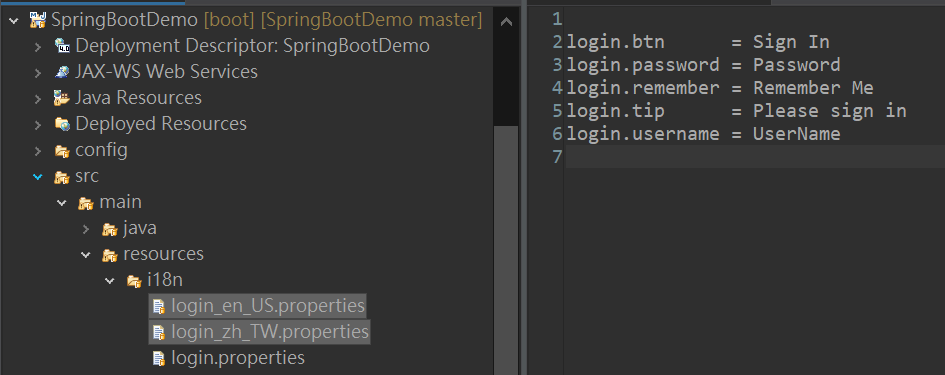 SpringBootDemo [boot] [SpringBootDemo master]
Deployment Descriptor: SpringBootDemo
JAX-WS Web Services
Java Resources
Deployed Resources
config
src
main
java
resources
i18n
login_en_US.properties
login_zh_TW.properties
login.properties
1
2 login.btn = Sign In
3 login.password = Password
4 login.remember = Remember Me
5 login.tip = Please sign in
6 login.username = UserName
7